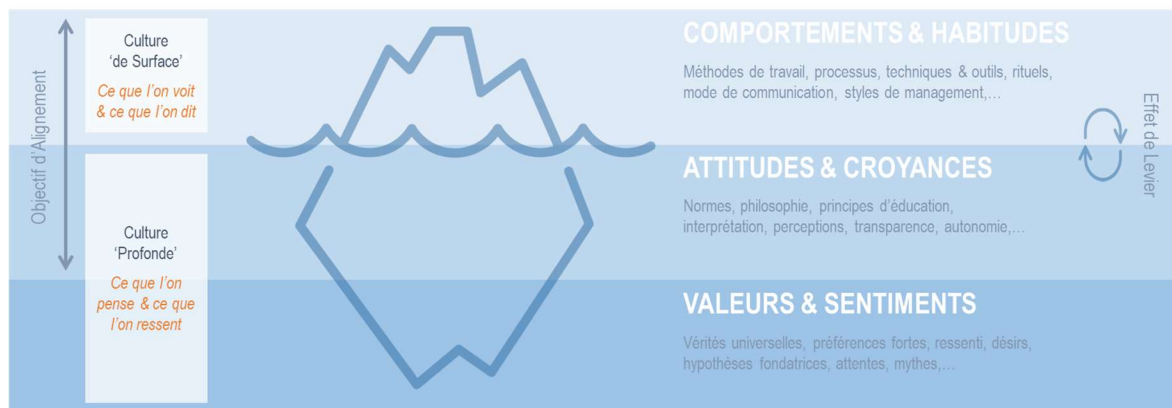 Objectif d'Alignement
Culture
'de Surface'
Ce que l'on voit
& ce que l'on dit
Culture
'Profonde'
Ce que l'on
pense & ce que
l'on ressent
COMPORTEMENTS & HABITUDES
Méthodes de travail, processus, techniques & outils, rituels,
mode de communication, styles de management,…
ATTITUDES & CROYANCES
Normes, philosophie, principes d'éducation,
interprétation, perceptions, transparence, autonomie,…
VALEURS & SENTIMENTS
Vérités universelles, préférences fortes, ressenti, désirs,
hypothèses fondatrices, attentes, mythes,…
Effet de Levier